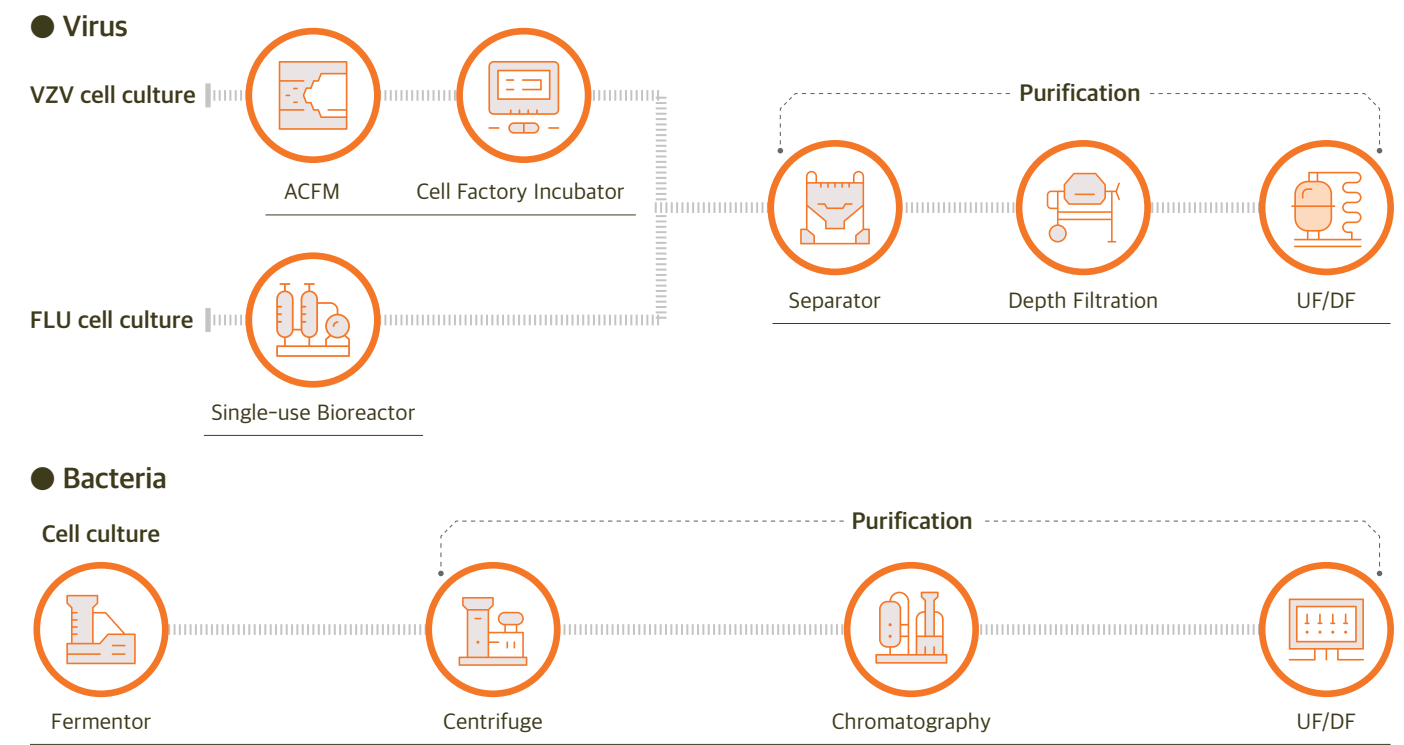 Virus
VZV cell culture
ACFM
Cell Factory Incubator
FLU cell culture
Single-use Bioreactor
Purification
Separator
Depth Filtration
UF/DF
Bacteria
Cell culture
Purification
Fermentor
Centrifuge
Chromatography
UF/DF